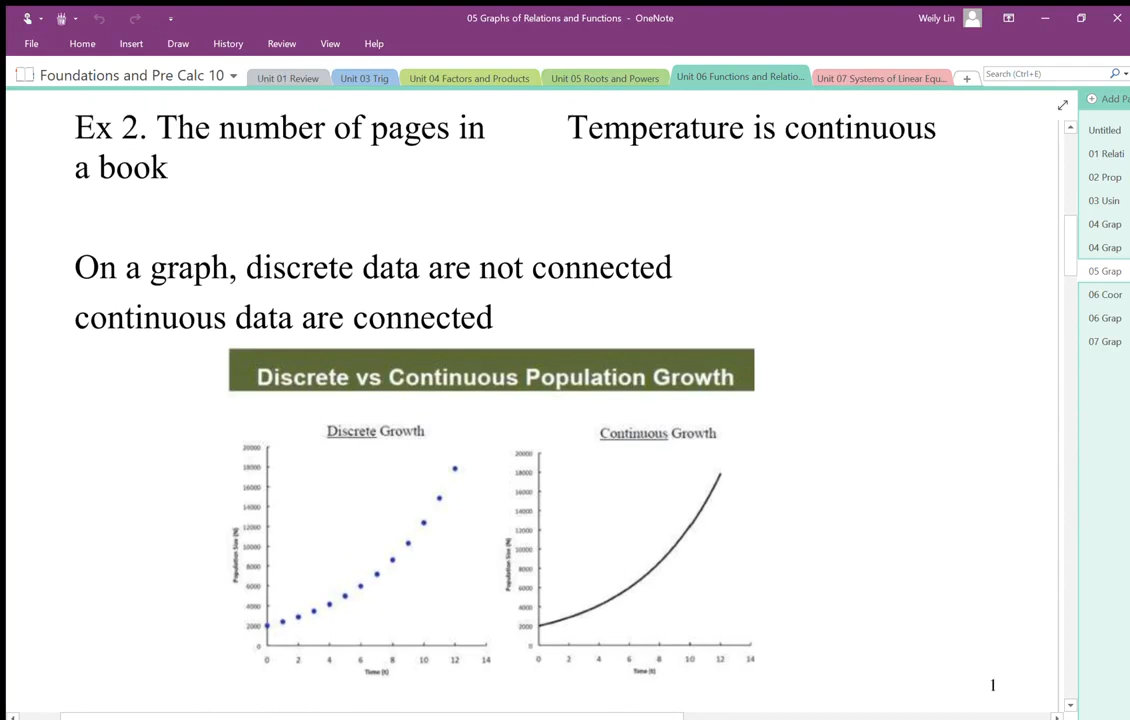 05 Graphs of Relations and Functions - OneNote
Weily Lin
File Home Insert Draw History Review View Help
Foundations and Pre Calc 10
Unit 01 Review
Unit 03 Trig
Unit 04 Factors and Products
Unit 05 Roots and Powers
Unit 06 Functions and Relatio...
Unit 07 Systems of Linear Equ...
+
Search (Ctrl+E)
Add Pa
Untitled
01 Relati
02 Prop
03 Usin
04 Grap
04 Grap
05 Grap
06 Coor
06 Grap
07 Grap
Ex 2. The number of pages in
a book
Temperature is continuous
On a graph, discrete data are not connected
continuous data are connected
Discrete vs Continuous Population Growth
Discrete Growth
20000
18000
16000
14000
12000
10000
8000
6000
4000
2000
0
Population Size (N)
0 2 4 6 8 10 12 14
Time (t)
Continuous Growth
20000
18000
16000
14000
12000
10000
8000
6000
4000
2000
0
Population Size (N)
0 2 4 6 8 10 12 14
Time (t)
1